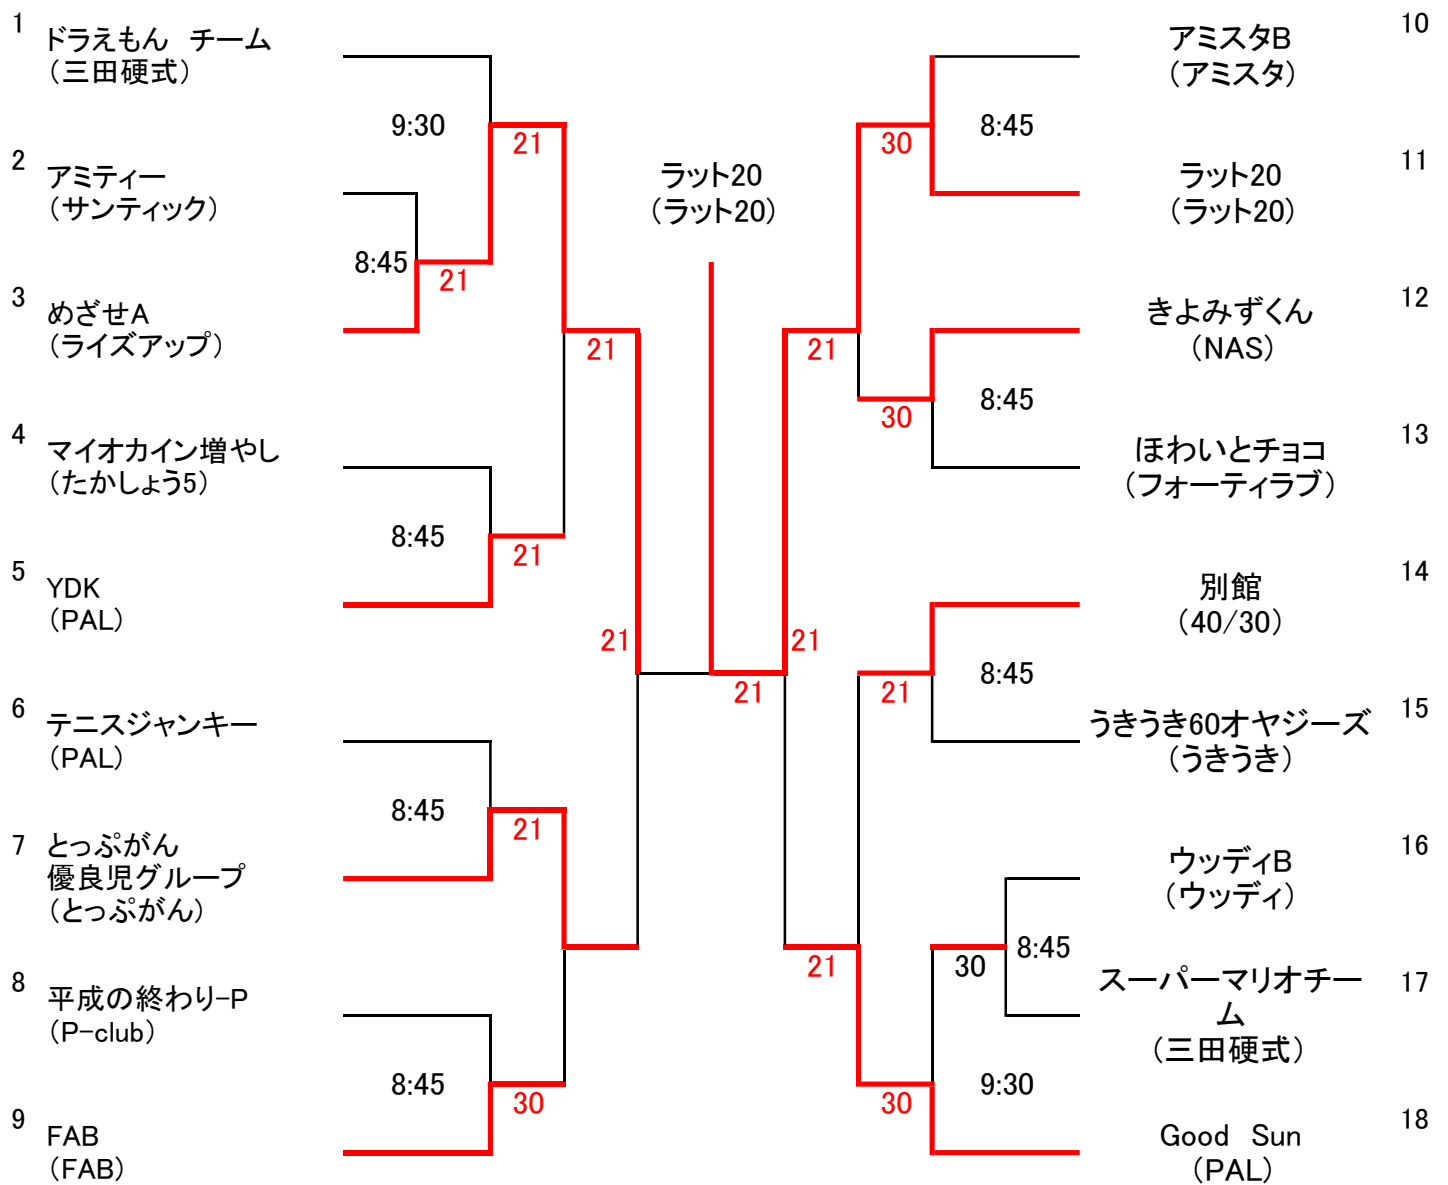 1
ドラえもん チーム
（三田硬式）
9:30
21
2
アミティー
（サンティック）
8:45
21
3
めざせA
（ライズアップ）
21
4
マイオカイン増やし
（たかしょう5）
8:45
21
5
YDK
（PAL）
21
6
テニスジャンキー
（PAL）
8:45
21
7
とっぷがん
優良児グループ
（とっぷがん）
8
平成の終わり-P
（P-club）
8:45
30
9
FAB
（FAB）
ラット20
（ラット20）
21
10
アミスタB
（アミスタ）
8:45
30
11
ラット20
（ラット20）
21
12
きよみずくん
（NAS）
8:45
30
13
ほわいとチョコ
（フォーティラブ）
21
14
別館
（40/30）
8:45
21
15
うきうき60オヤジーズ
（うきうき）
21
16
ウッディB
（ウッディ）
8:45
30
17
スーパーマリオチー
ム
（三田硬式）
9:30
30
18
Good Sun
（PAL）